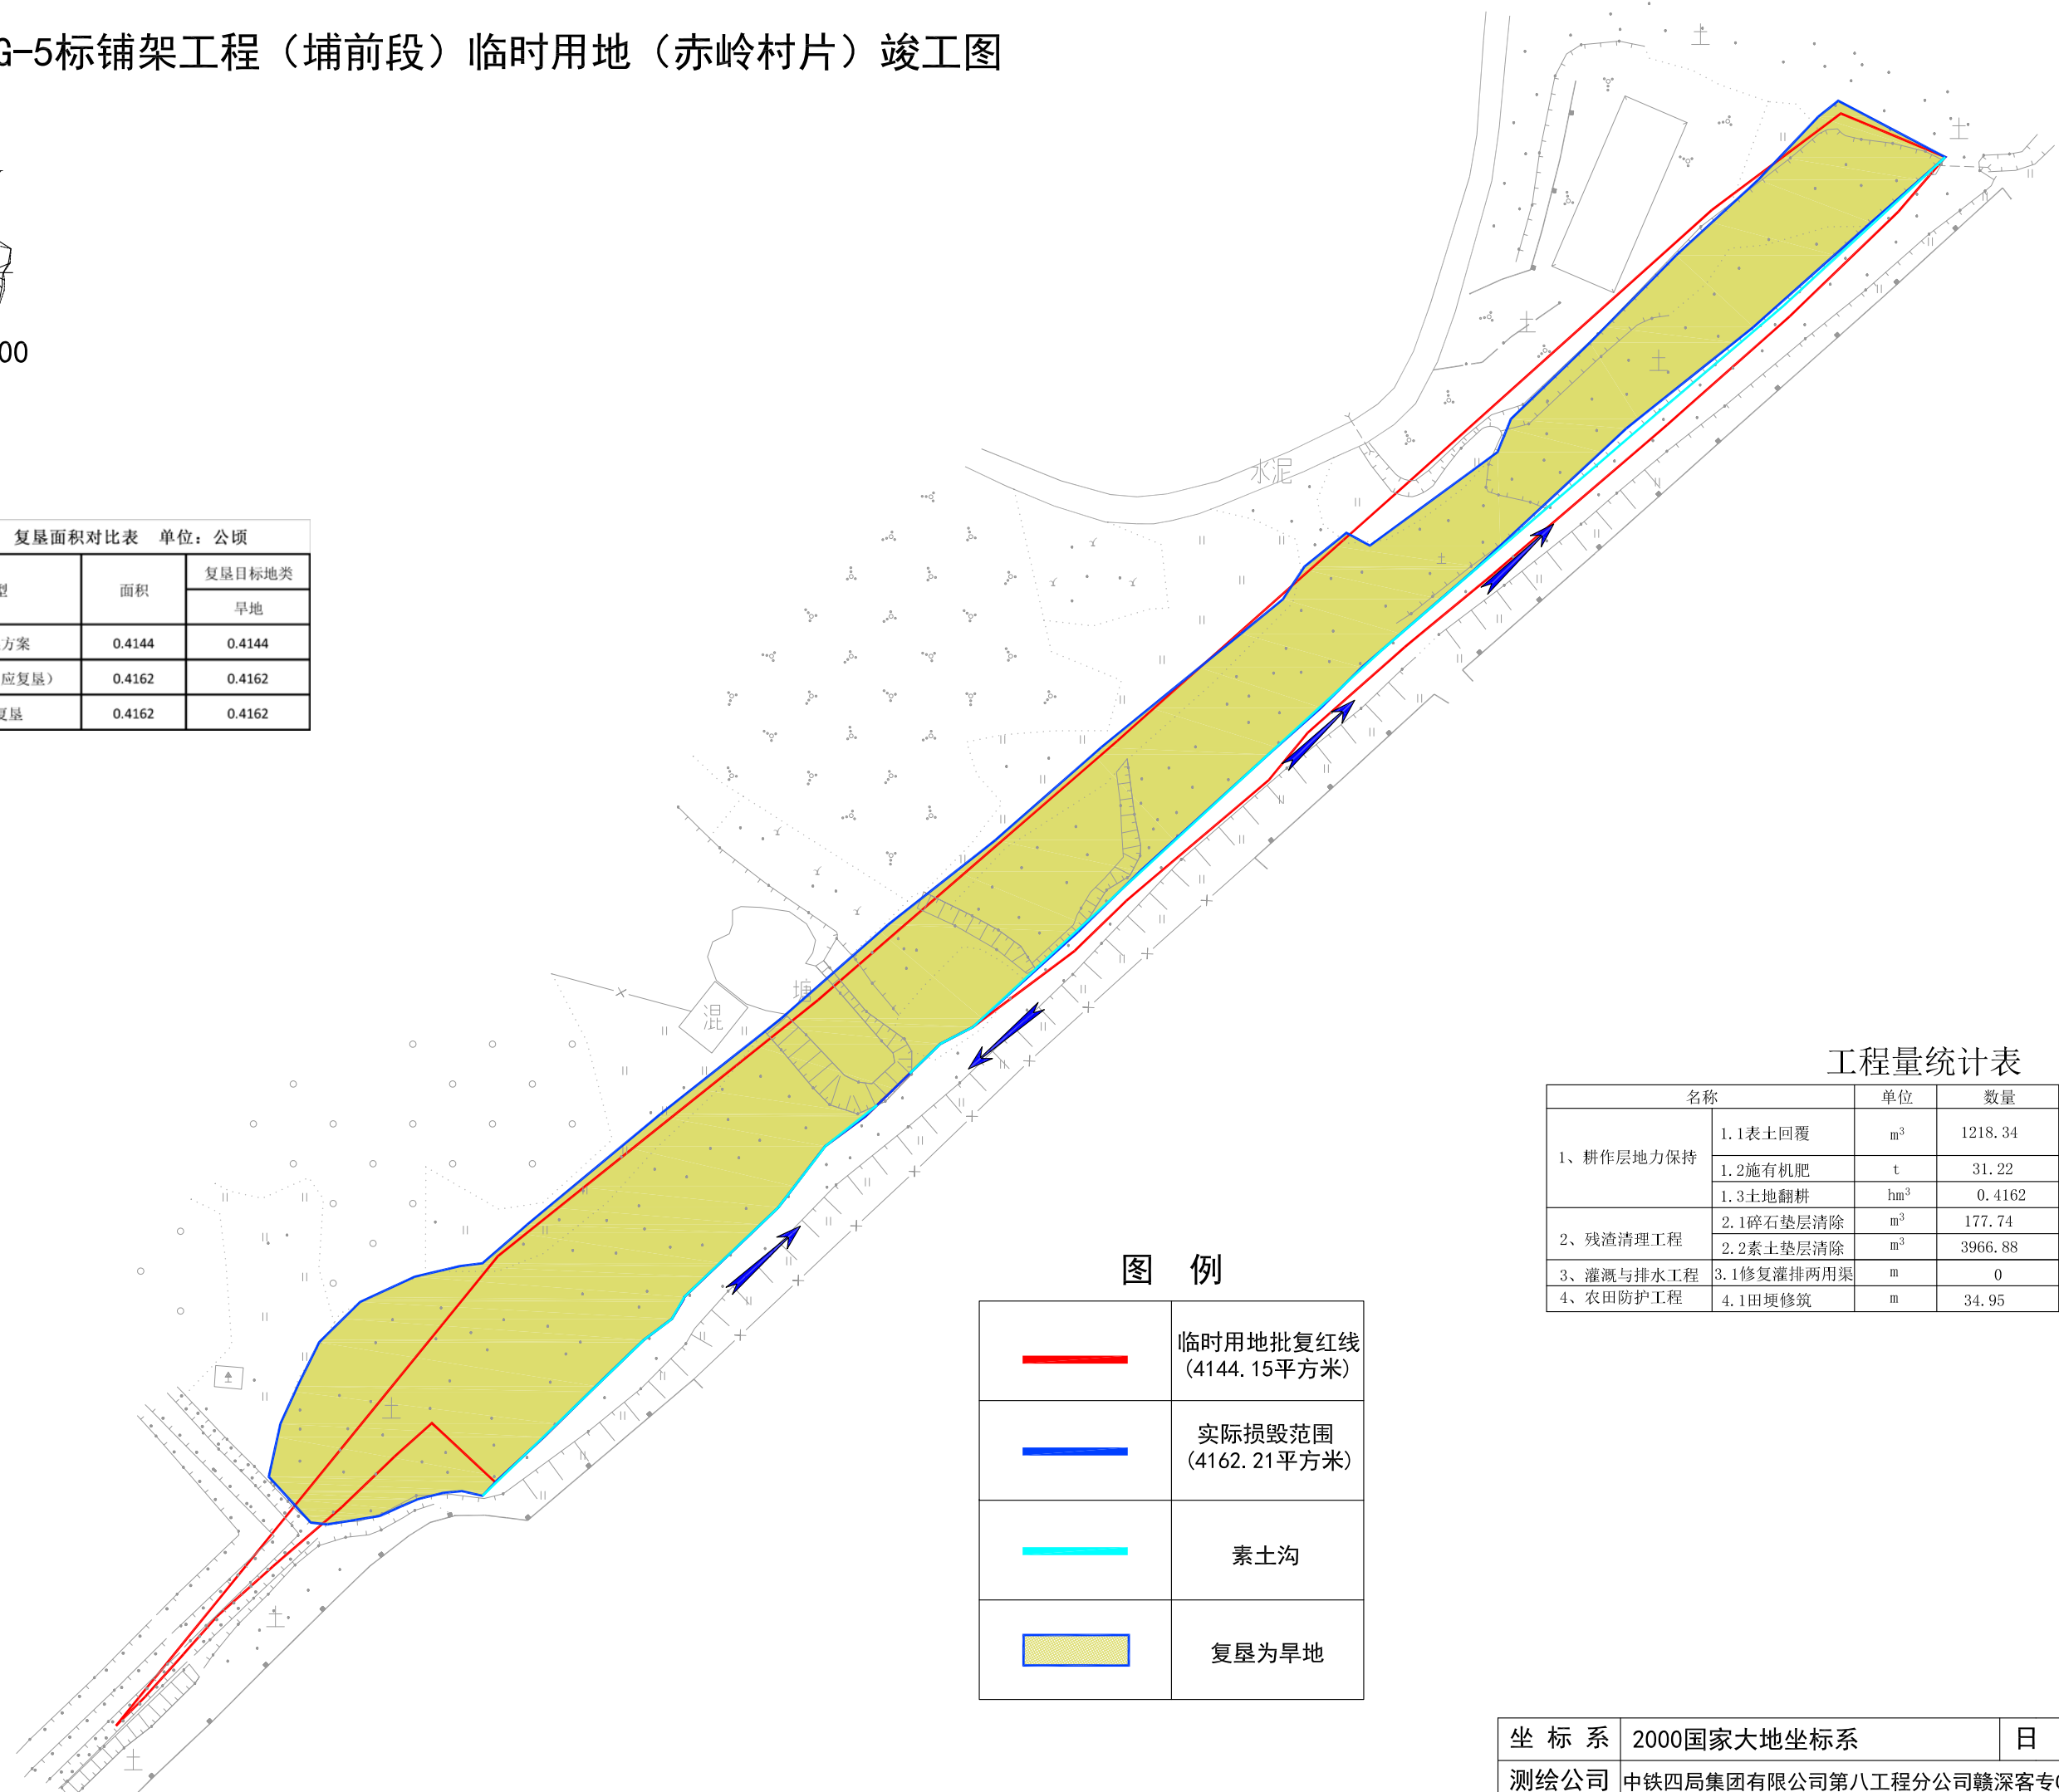 G-5标铺架工程（埔前段）临时用地（赤岭村片）竣工图
00
复垦面积对比表 单位：公顷
型 面积 复垦目标地类
旱地
方案 0.4144 0.4144
应复垦） 0.4162 0.4162
复垦 0.4162 0.4162
土
土
土
土
水泥
土
塘
混
土
土
土
工程量统计表
名称 单位 数量
1、耕作层地力保持 1.1表土回覆 m³ 1218.34
1.2施有机肥 t 31.22
1.3土地翻耕 hm³ 0.4162
2、残渣清理工程 2.1碎石垫层清除 m³ 177.74
2.2素土垫层清除 m³ 3966.88
3、灌溉与排水工程 3.1修复灌排两用渠 m 0
4、农田防护工程 4.1田埂修筑 m 34.95
图 例
临时用地批复红线
(4144.15平方米)
实际损毁范围
(4162.21平方米)
素土沟
复垦为旱地
坐 标 系 2000国家大地坐标系 日
测绘公司 中铁四局集团有限公司第八工程分公司赣深客专